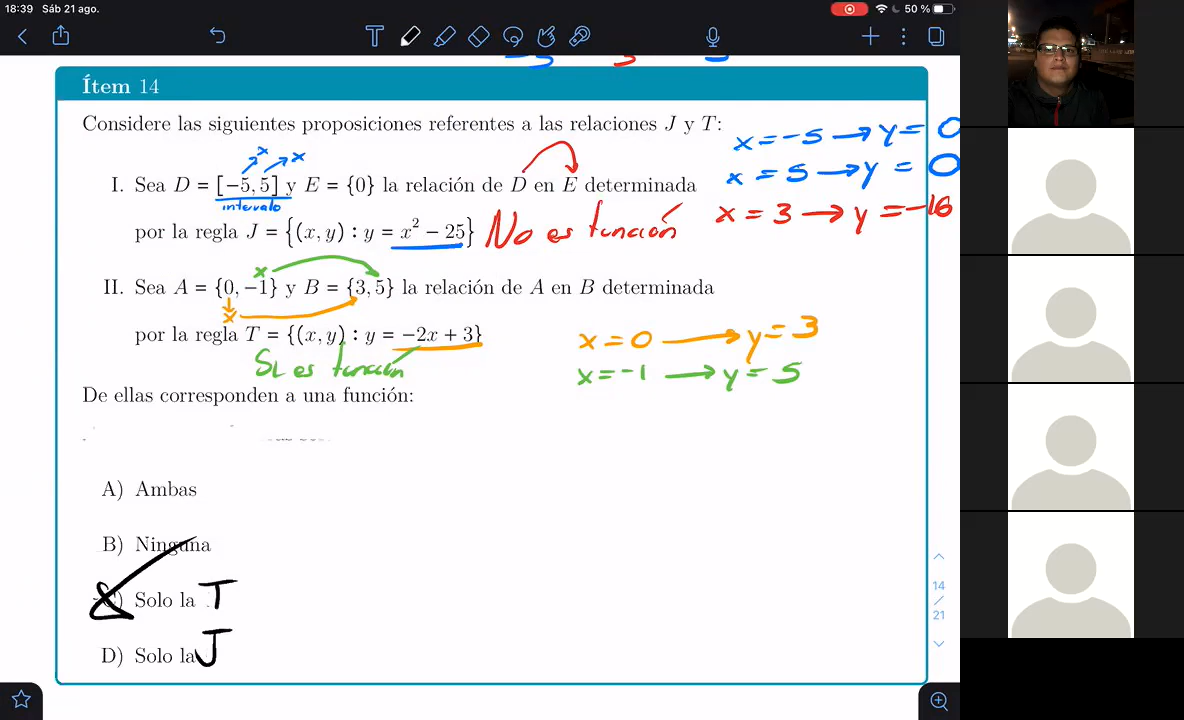 18:39 Sáb 21 ago.
50 %
Ítem 14
Considere las siguientes proposiciones referentes a las relaciones J y T:
x=-5 → y= 0
x x
x = 5 → y = 0
I. Sea D = [−5, 5] y E = {0} la relación de D en E determinada
intervalo
x = 3 → y = -16
por la regla J = {(x, y) : y = x² − 25}
No es función
x
II. Sea A = {0, −1} y B = {3, 5} la relación de A en B determinada
x
por la regla T = {(x, y) : y = −2x + 3}
x = 0 → y = 3
Si es función
x = -1 → y = 5
De ellas corresponden a una función:
A) Ambas
B) Ninguna
C) Solo la T
D) Solo la J
14
/
21